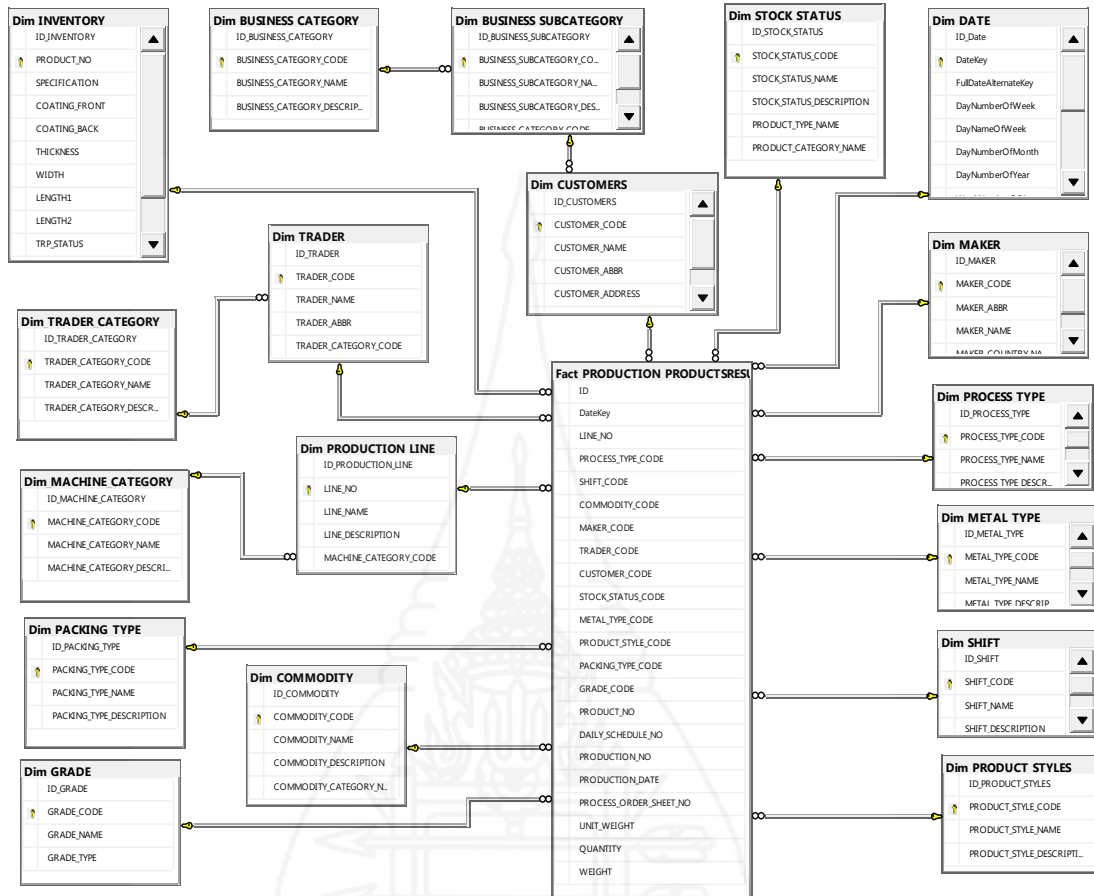 Dim INVENTORY
ID_INVENTORY
PRODUCT_NO
SPECIFICATION
COATING_FRONT
COATING_BACK
THICKNESS
WIDTH
LENGTH1
LENGTH2
TRP_STATUS
Dim BUSINESS CATEGORY
ID_BUSINESS_CATEGORY
BUSINESS_CATEGORY_CODE
BUSINESS_CATEGORY_NAME
BUSINESS_CATEGORY_DESCRIP...
Dim BUSINESS SUBCATEGORY
ID_BUSINESS_SUBCATEGORY
BUSINESS_SUBCATEGORY_CO...
BUSINESS_SUBCATEGORY_NA...
BUSINESS_SUBCATEGORY_DES...
BUSINESS_CATEGORY_CODE
Dim STOCK STATUS
ID_STOCK_STATUS
STOCK_STATUS_CODE
STOCK_STATUS_NAME
STOCK_STATUS_DESCRIPTION
PRODUCT_TYPE_NAME
PRODUCT_CATEGORY_NAME
Dim DATE
ID_Date
DateKey
FullDateAlternateKey
DayNumberOfWeek
DayNameOfWeek
DayNumberOfMonth
DayNumberOfYear
Dim CUSTOMERS
ID_CUSTOMERS
CUSTOMER_CODE
CUSTOMER_NAME
CUSTOMER_ABBR
CUSTOMER_ADDRESS
Dim TRADER
ID_TRADER
TRADER_CODE
TRADER_NAME
TRADER_ABBR
TRADER_CATEGORY_CODE
Dim MAKER
ID_MAKER
MAKER_CODE
MAKER_ABBR
MAKER_NAME
MAKER_COUNTRY_NA...
Dim TRADER CATEGORY
ID_TRADER_CATEGORY
TRADER_CATEGORY_CODE
TRADER_CATEGORY_NAME
TRADER_CATEGORY_DESCR...
Fact PRODUCTION PRODUCTSRESU
ID
DateKey
LINE_NO
PROCESS_TYPE_CODE
SHIFT_CODE
COMMODITY_CODE
MAKER_CODE
TRADER_CODE
CUSTOMER_CODE
STOCK_STATUS_CODE
METAL_TYPE_CODE
PRODUCT_STYLE_CODE
PACKING_TYPE_CODE
GRADE_CODE
PRODUCT_NO
DAILY_SCHEDULE_NO
PRODUCTION_NO
PRODUCTION_DATE
PROCESS_ORDER_SHEET_NO
UNIT_WEIGHT
QUANTITY
WEIGHT
Dim PROCESS TYPE
ID_PROCESS_TYPE
PROCESS_TYPE_CODE
PROCESS_TYPE_NAME
PROCESS_TYPE_DESCR...
Dim PRODUCTION LINE
ID_PRODUCTION_LINE
LINE_NO
LINE_NAME
LINE_DESCRIPTION
MACHINE_CATEGORY_CODE
Dim MACHINE CATEGORY
ID_MACHINE_CATEGORY
MACHINE_CATEGORY_CODE
MACHINE_CATEGORY_NAME
MACHINE_CATEGORY_DESCRI...
Dim METAL TYPE
ID_METAL_TYPE
METAL_TYPE_CODE
METAL_TYPE_NAME
METAL_TYPE_DESCRIP...
Dim PACKING TYPE
ID_PACKING_TYPE
PACKING_TYPE_CODE
PACKING_TYPE_NAME
PACKING_TYPE_DESCRIPTION
Dim SHIFT
ID_SHIFT
SHIFT_CODE
SHIFT_NAME
SHIFT_DESCRIPTION
Dim COMMODITY
ID_COMMODITY
COMMODITY_CODE
COMMODITY_NAME
COMMODITY_DESCRIPTION
COMMODITY_CATEGORY_N...
Dim GRADE
ID_GRADE
GRADE_CODE
GRADE_NAME
GRADE_TYPE
Dim PRODUCT STYLES
ID_PRODUCT_STYLES
PRODUCT_STYLE_CODE
PRODUCT_STYLE_NAME
PRODUCT_STYLE_DESCRIPTI...